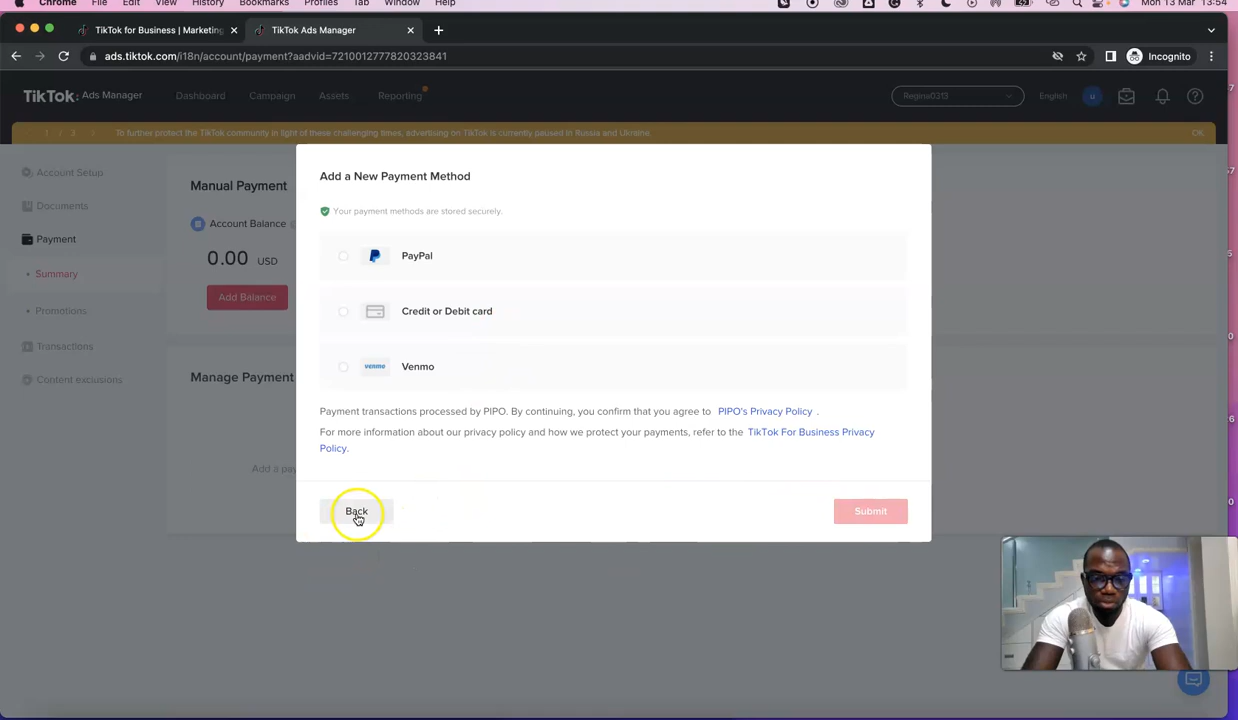 Chrome File Edit View History Bookmarks Profiles Tab Window Help Mon 13 Mar 13:54
TikTok for Business | Marketing
TikTok Ads Manager
Incognito
ads.tiktok.com/i18n/account/payment?aadvid=7210012777820323841
TikTok: Ads Manager Dashboard Campaign Assets Reporting
English u
1 / 2 To further protect the TikTok community in light of these challenging times, advertising on TikTok is currently paused in Russia and Ukraine. OK
Account Setup
Documents
Payment
Summary
Promotions
Transactions
Content exclusions
Manual Payment
Account Balance
0.00 USD
Add Balance
Manage Payment
Add a pay
Add a New Payment Method
Your payment methods are stored securely.
PayPal
Credit or Debit card
venmo Venmo
Payment transactions processed by PIPO. By continuing, you confirm that you agree to PIPO's Privacy Policy .
For more information about our privacy policy and how we protect your payments, refer to the TikTok For Business Privacy
Policy.
Back
Submit